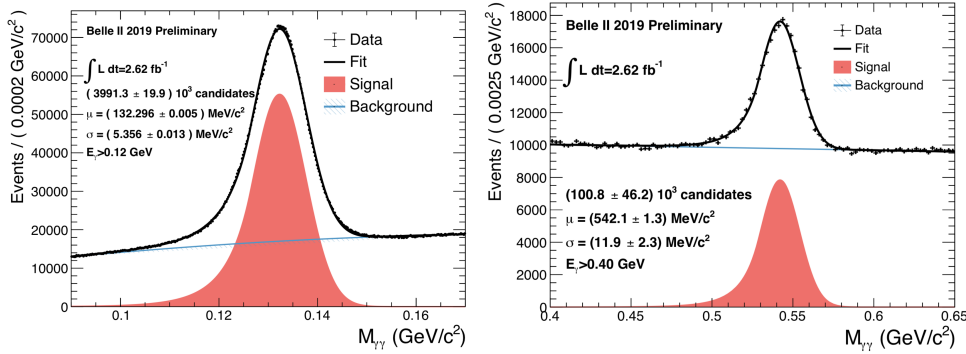 Events / ( 0.0002 GeV/c²)
70000
60000
50000
40000
30000
20000
10000
0
Belle II 2019 Preliminary
∫ L dt=2.62 fb⁻¹
( 3991.3 ± 19.9 ) 10³ candidates
μ = ( 132.296 ± 0.005 ) MeV/c²
σ = ( 5.356 ± 0.013 ) MeV/c²
Eγ>0.12 GeV
Data
Fit
Signal
Background
0.1 0.12 0.14 0.16
Mγγ (GeV/c²)
Events / ( 0.0025 GeV/c²)
18000
16000
14000
12000
10000
8000
6000
4000
2000
0
Belle II 2019 Preliminary
∫ L dt=2.62 fb⁻¹
Data
Fit
Signal
Background
(100.8 ± 46.2) 10³ candidates
μ = (542.1 ± 1.3) MeV/c²
σ = (11.9 ± 2.3) MeV/c²
Eγ>0.40 GeV
0.4 0.45 0.5 0.55 0.6 0.65
Mγγ (GeV/c²)